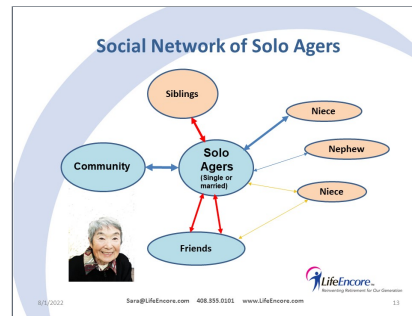 Social Network of Solo Agers
Siblings
Niece
Community
Solo
Agers
(Single or
married)
Nephew
Niece
Friends
LifeEncore
Reinventing Retirement for Our Generation
8/1/2022
Sara@LifeEncore.com 408.355.0101 www.LifeEncore.com
13